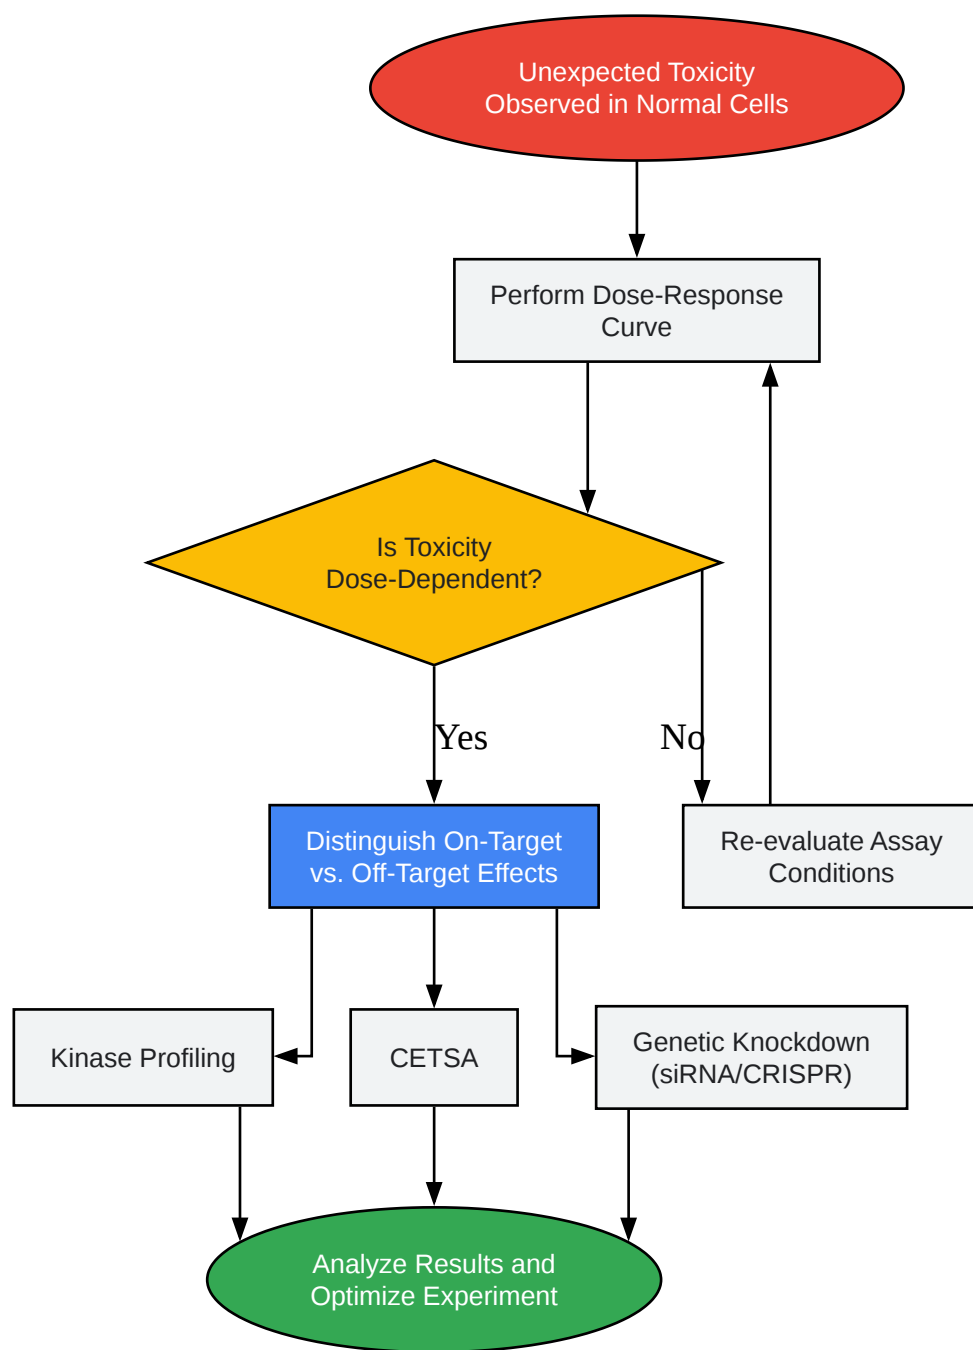 Unexpected Toxicity
Observed in Normal Cells
Perform Dose-Response
Curve
Is Toxicity
Dose-Dependent?
Yes
No
Distinguish On-Target
vs. Off-Target Effects
Re-evaluate Assay
Conditions
Kinase Profiling
CETSA
Genetic Knockdown
(siRNA/CRISPR)
Analyze Results and
Optimize Experiment